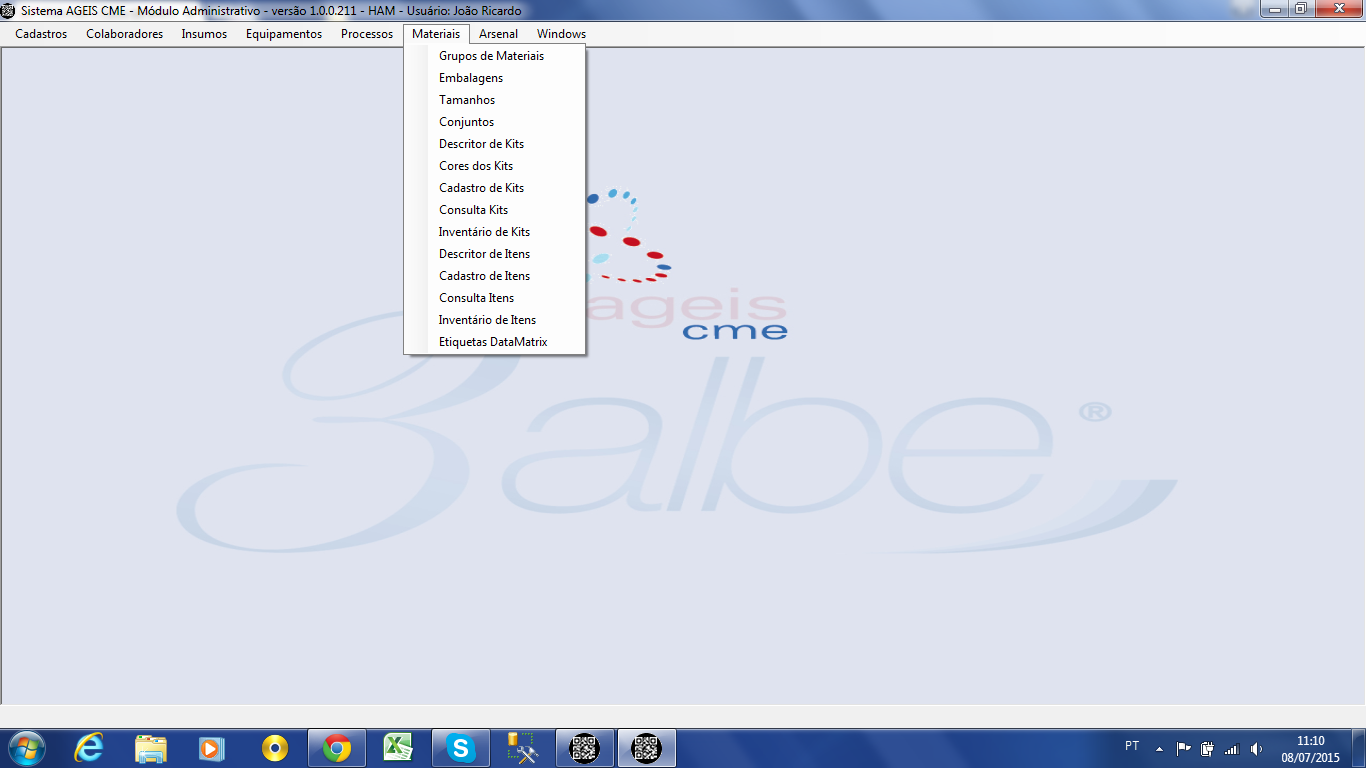 Sistema AGEIS CME - Módulo Administrativo - versão 1.0.0.211 - HAM - Usuário: João Ricardo
Cadastros Colaboradores Insumos Equipamentos Processos Materiais Arsenal Windows
Grupos de Materiais
Embalagens
Tamanhos
Conjuntos
Descritor de Kits
Cores dos Kits
Cadastro de Kits
Consulta Kits
Inventário de Kits
Descritor de Itens
Cadastro de Itens
Consulta Itens
Inventário de Itens
Etiquetas DataMatrix
ageis
cme
3albe®
PT
11:10
08/07/2015